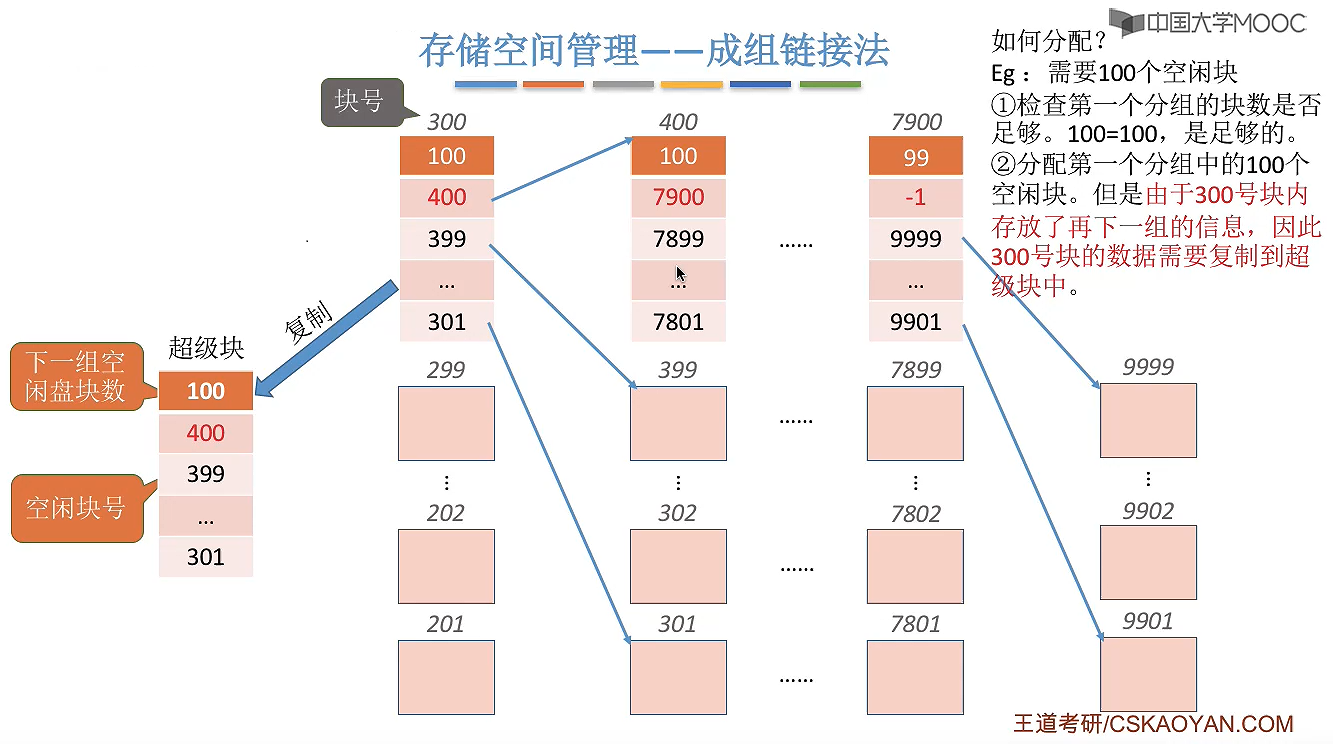 中国大学MOOC
存储空间管理——成组链接法
如何分配？
Eg：需要100个空闲块
①检查第一个分组的块数是否
足够。100=100，是足够的。
②分配第一个分组中的100个
空闲块。但是由于300号块内
存放了再下一组的信息，因此
300号块的数据需要复制到超
级块中。
块号
300
100
400
399
...
301
299
⋮
202
201
400
100
7900
7899
...
7801
399
⋮
302
301
......
......
......
......
7900
99
-1
9999
...
9901
7899
⋮
7802
7801
9999
⋮
9902
9901
复制
超级块
下一组空
闲盘块数
100
400
399
...
301
空闲块号
王道考研/CSKAOYAN.COM